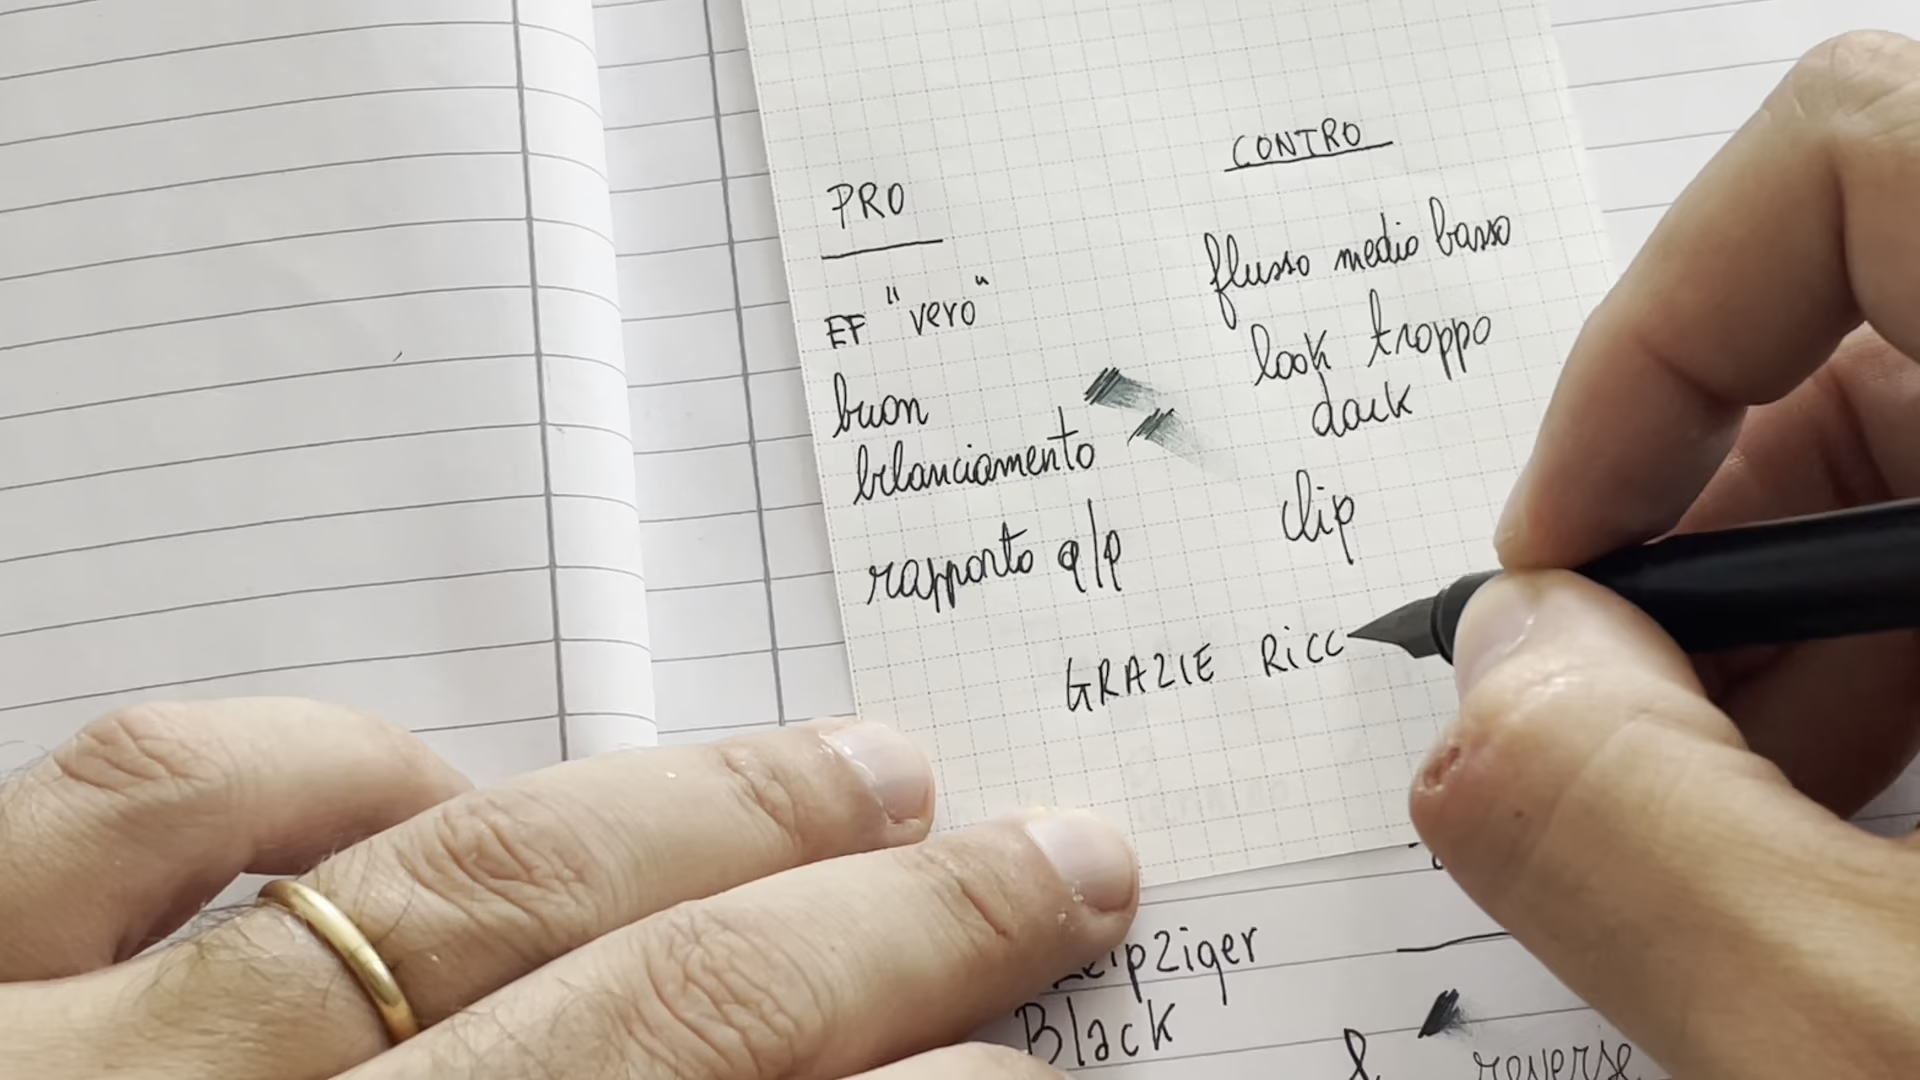 PRO
EF "vero"
buon
bilanciamento
rapporto q/p
CONTRO
flusso medio basso
look troppo
dark
clip
GRAZIE RICC
Leipziger
Black
&
reverse